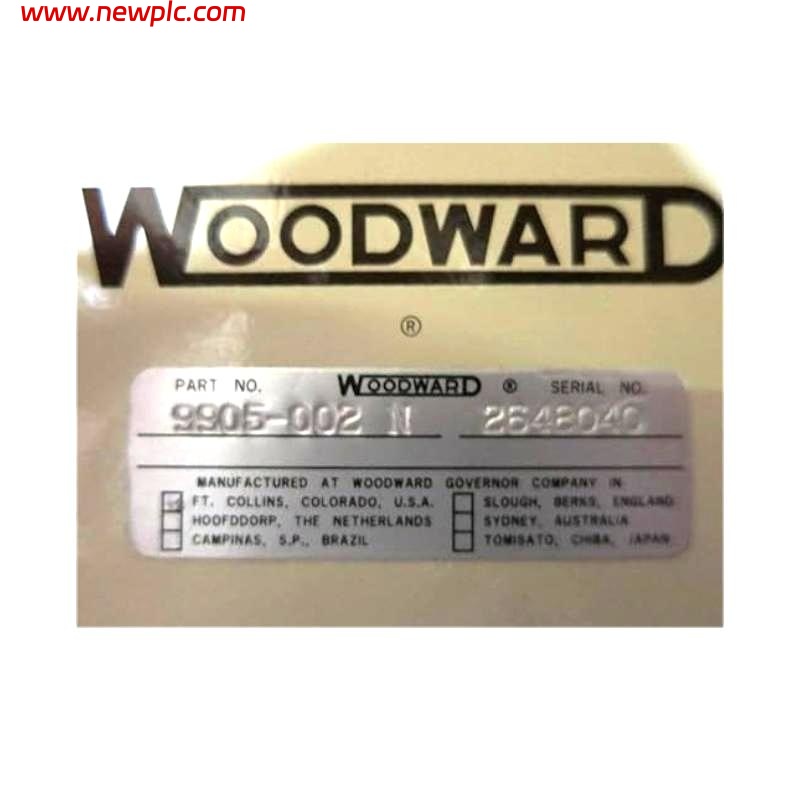 www.newplc.com
WOODWARD
®
PART NO. WOODWARD ® SERIAL NO.
9905-002 N 2648040
MANUFACTURED AT WOODWARD GOVERNOR COMPANY IN:
FT. COLLINS, COLORADO, U.S.A. SLOUGH, BERKS, ENGLAND
HOOFDDORP, THE NETHERLANDS SYDNEY, AUSTRALIA
CAMPINAS, S.P., BRAZIL TOMISATO, CHIBA, JAPAN